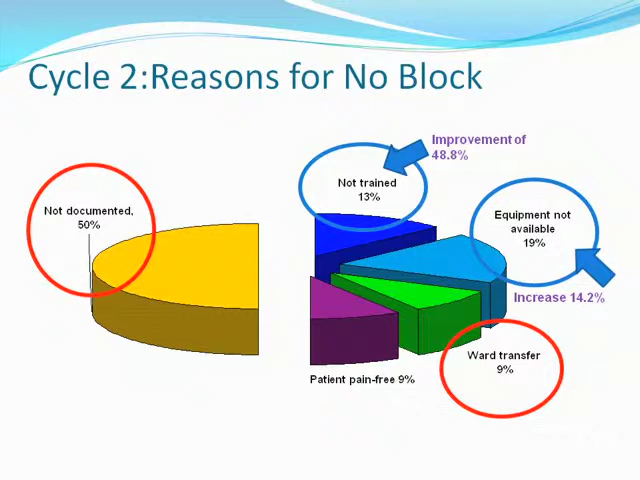 Cycle 2:Reasons for No Block
Improvement of
48.8%
Not trained
13%
Not documented,
50%
Equipment not
available
19%
Increase 14.2%
Ward transfer
9%
Patient pain-free 9%